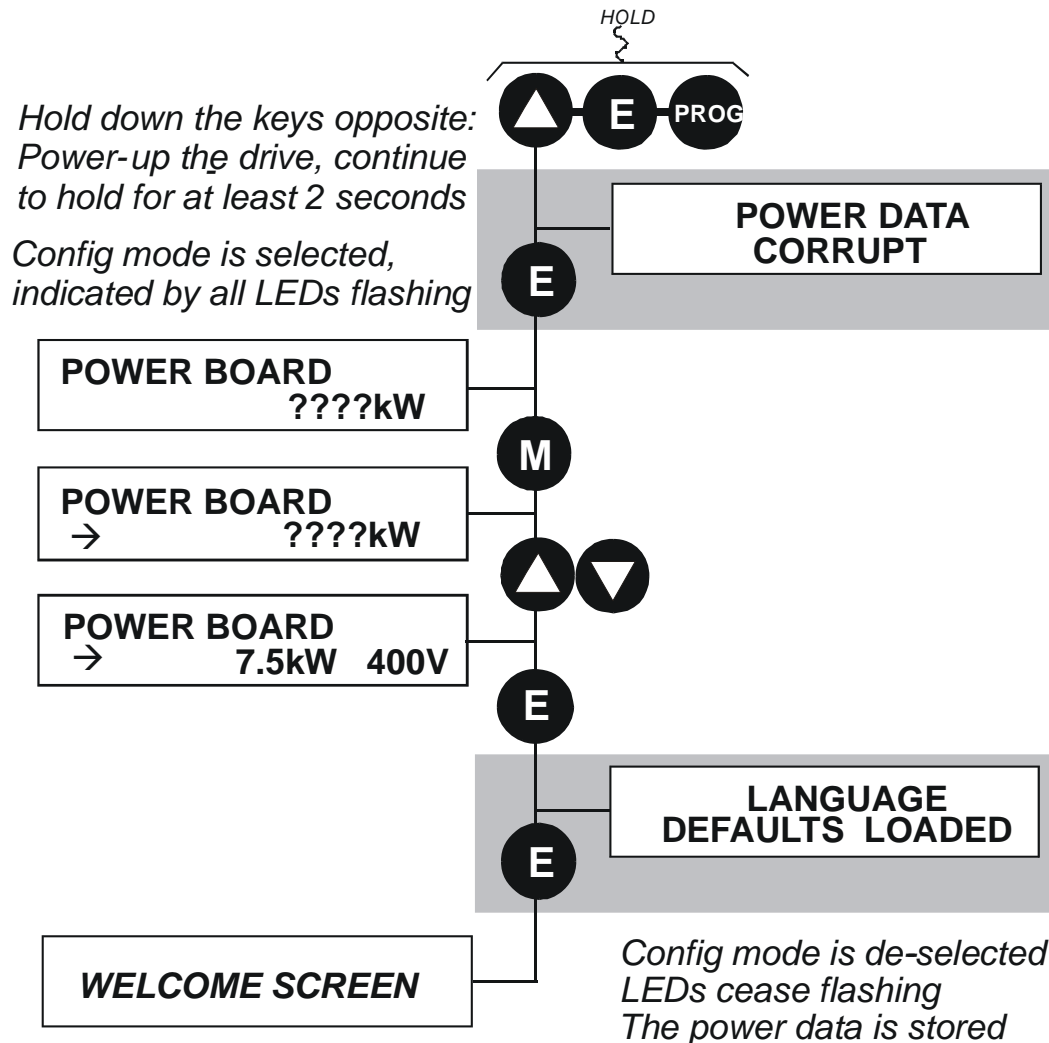 HOLD
E PROG
Hold down the keys opposite:
Power-up the drive, continue
to hold for at least 2 seconds
POWER DATA
CORRUPT
Config mode is selected,
indicated by all LEDs flashing
E
POWER BOARD
????kW
M
POWER BOARD
→ ????kW
POWER BOARD
→ 7.5kW 400V
E
LANGUAGE
DEFAULTS LOADED
E
WELCOME SCREEN
Config mode is de-selected
LEDs cease flashing
The power data is stored